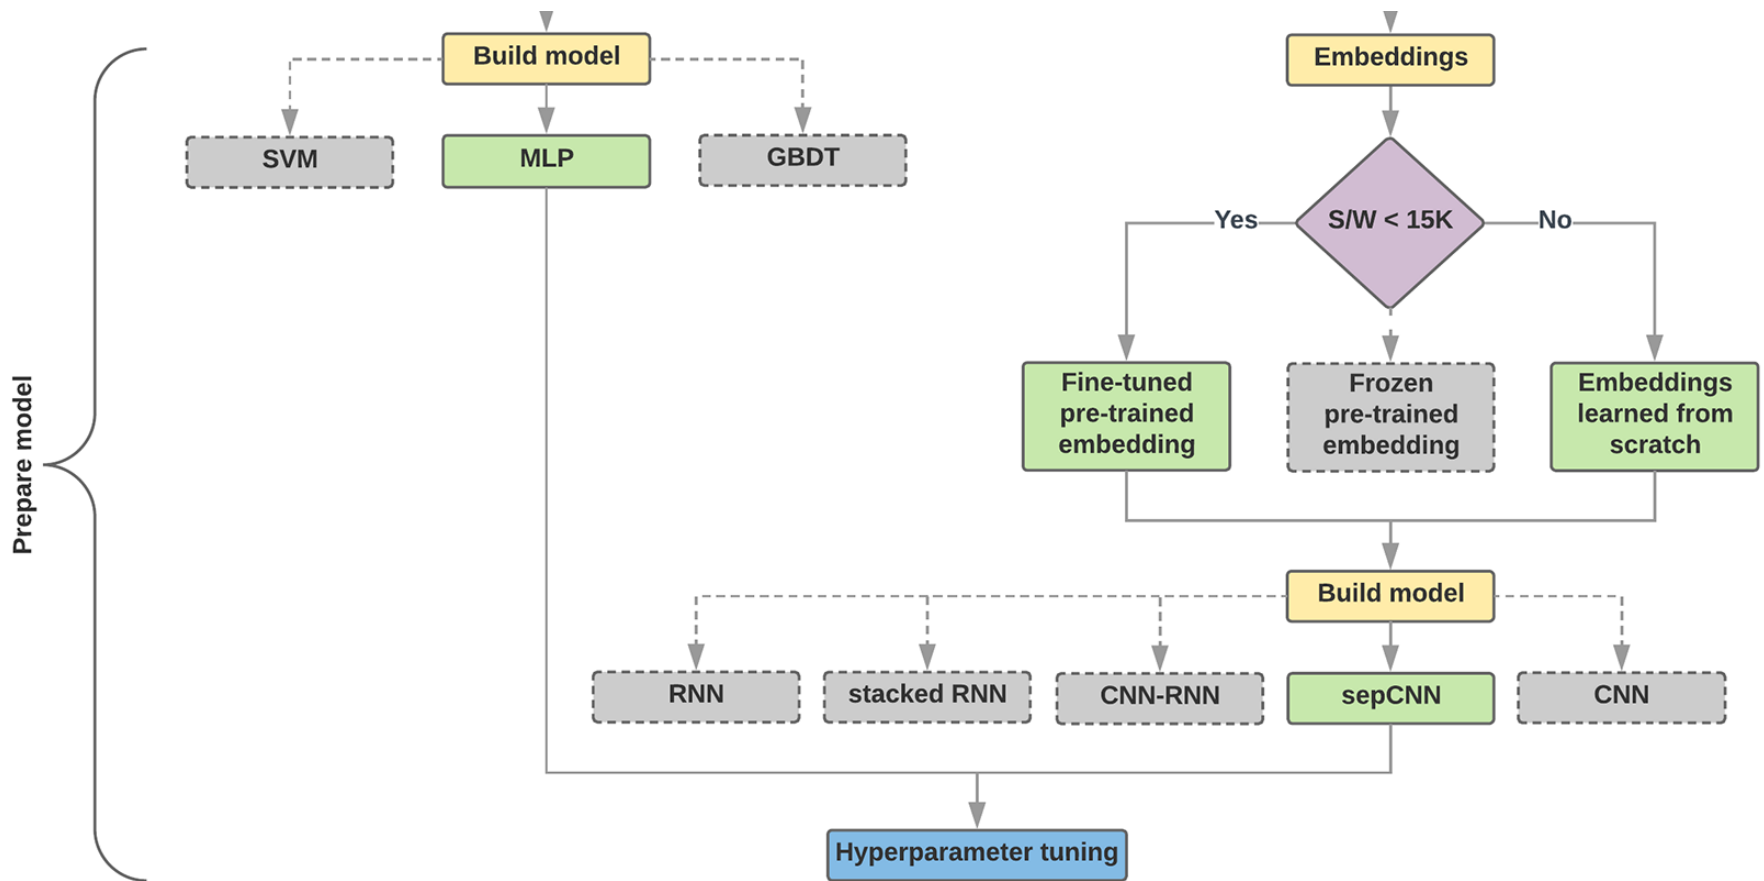 Build model
Embeddings
SVM
MLP
GBDT
Yes
S/W < 15K
No
Fine-tuned
pre-trained
embedding
Frozen
pre-trained
embedding
Embeddings
learned from
scratch
Prepare model
Build model
RNN
stacked RNN
CNN-RNN
sepCNN
CNN
Hyperparameter tuning